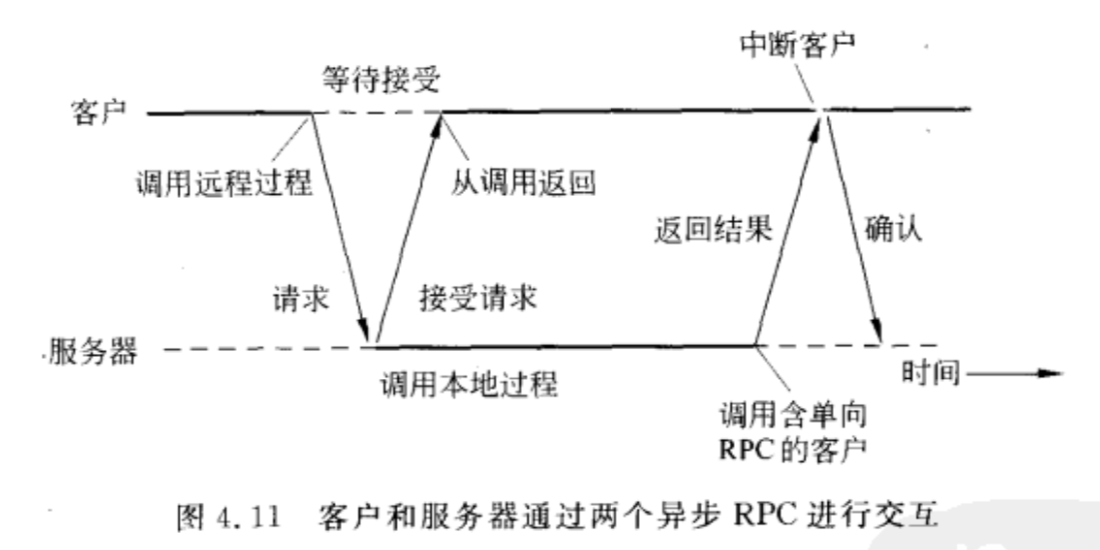 中断客户
等待接受
客户
调用远程过程
从调用返回
返回结果
确认
请求
接受请求
服务器
调用本地过程
时间
调用含单向
RPC的客户
图 4.11 客户和服务器通过两个异步 RPC 进行交互